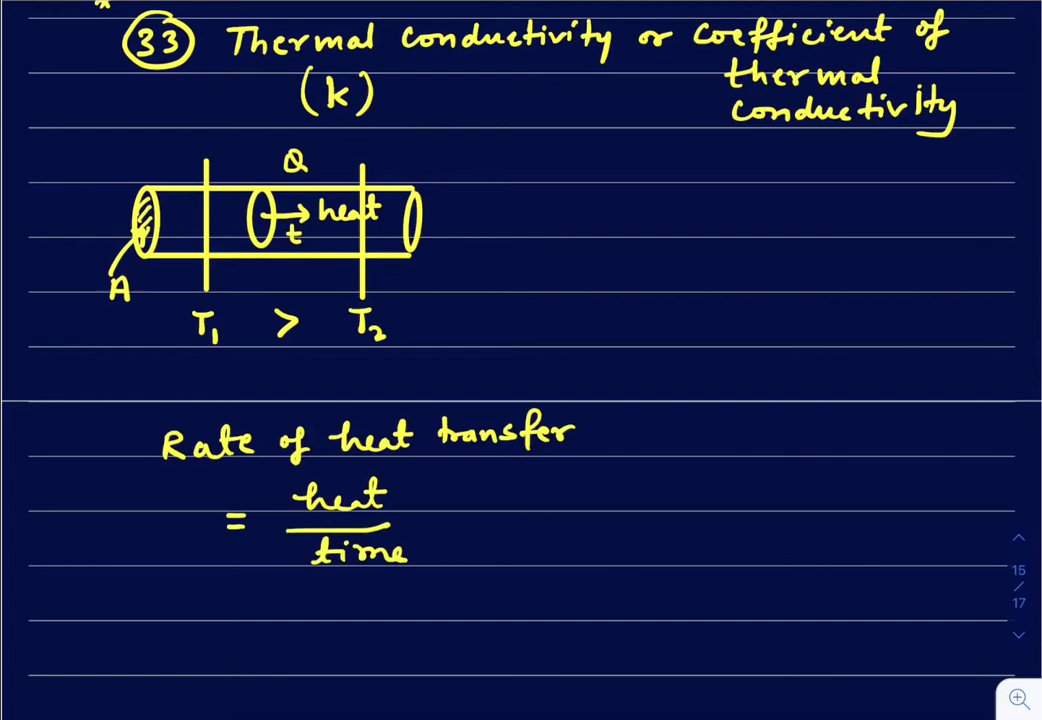 33 Thermal conductivity or coefficient of
thermal
(k)
conductivity
Q
heat
t
A
T1 > T2
Rate of heat transfer
= heat
time
15
/
17